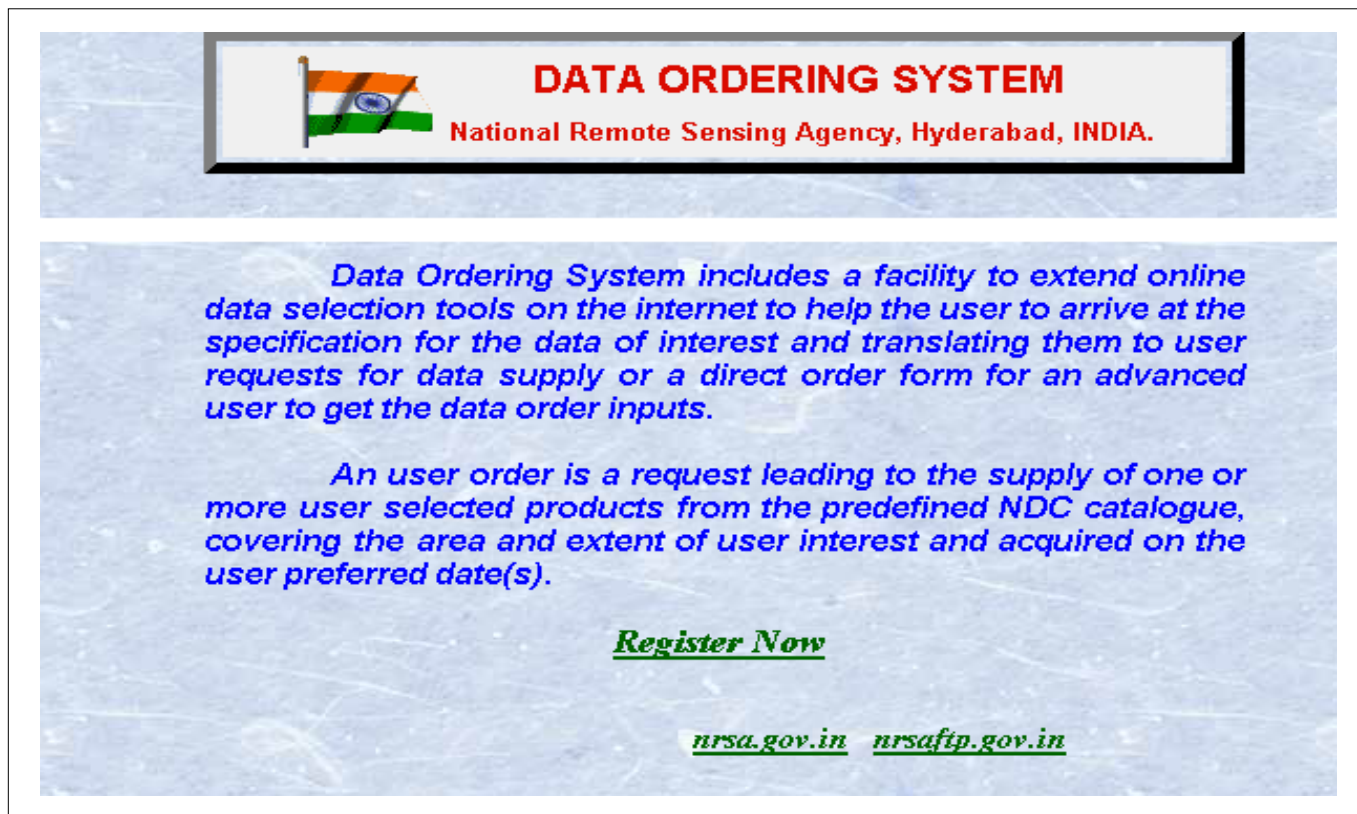 DATA ORDERING SYSTEM
National Remote Sensing Agency, Hyderabad, INDIA.
Data Ordering System includes a facility to extend online
data selection tools on the internet to help the user to arrive at the
specification for the data of interest and translating them to user
requests for data supply or a direct order form for an advanced
user to get the data order inputs.
An user order is a request leading to the supply of one or
more user selected products from the predefined NDC catalogue,
covering the area and extent of user interest and acquired on the
user preferred date(s).
Register Now
nrsa.gov.in nrsaftp.gov.in